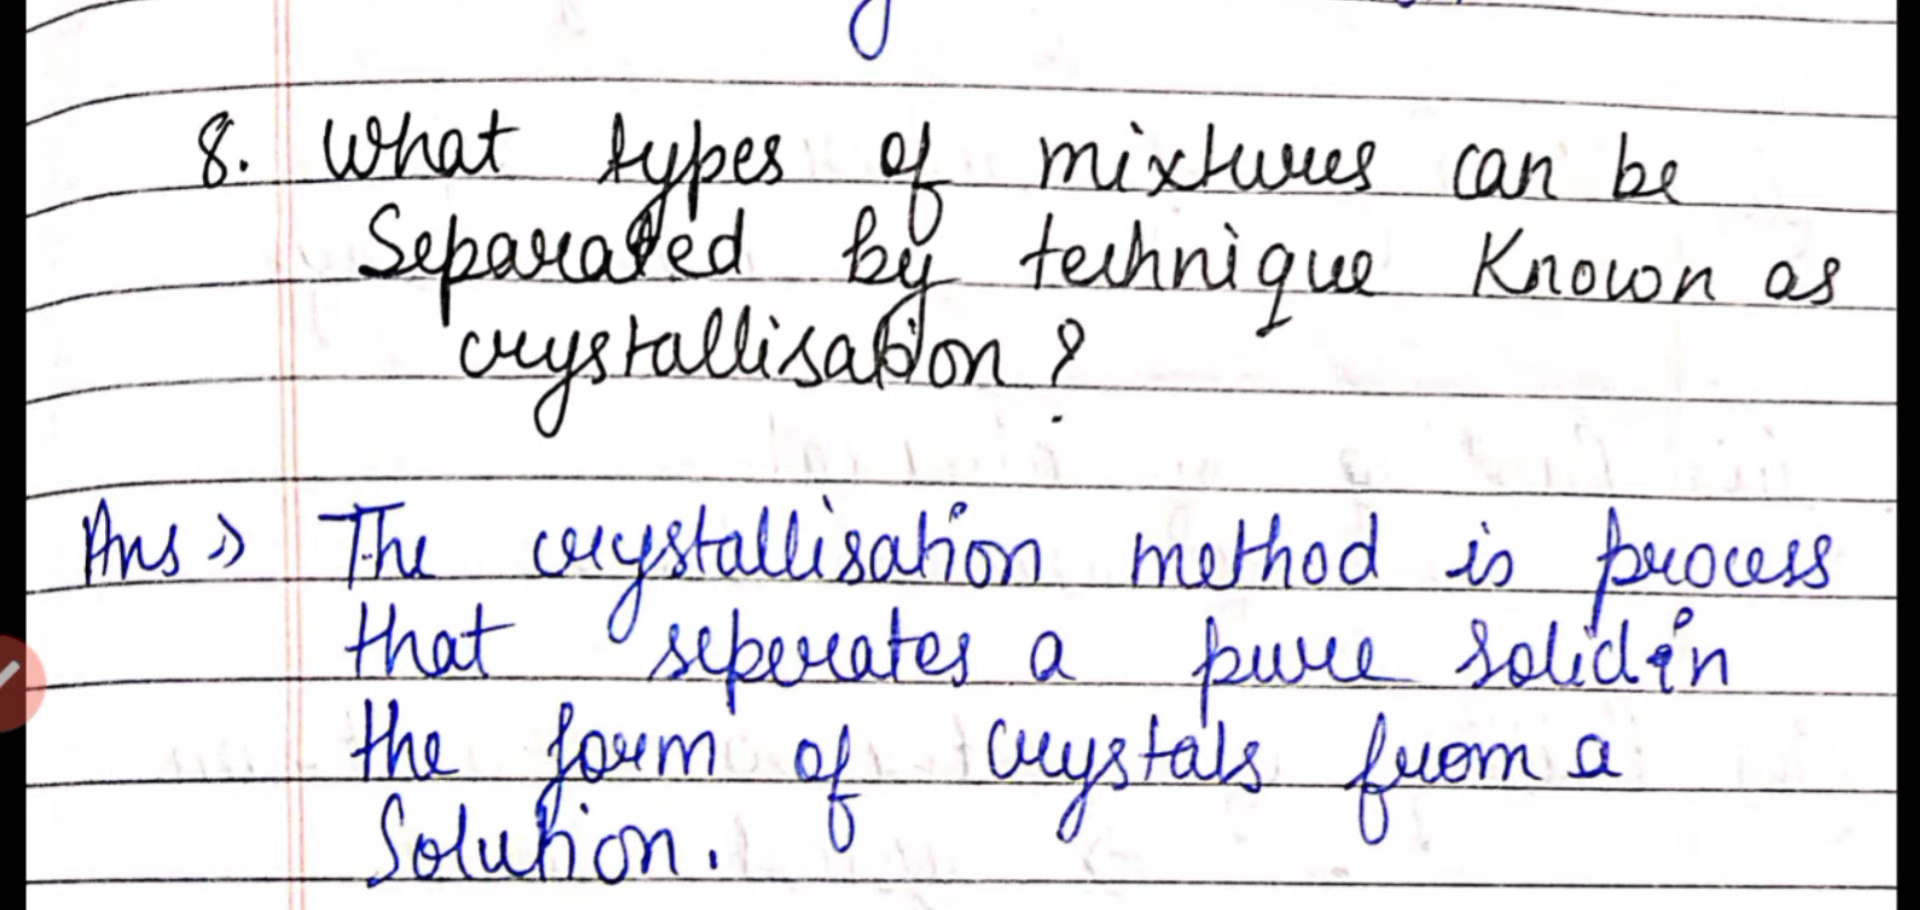 8. What types of mixtures can be
Separated by technique Known as
crystallisation ?
Ans => The crystallisation method is process
that seperates a pure solid in
the form of crystals from a
Solution.